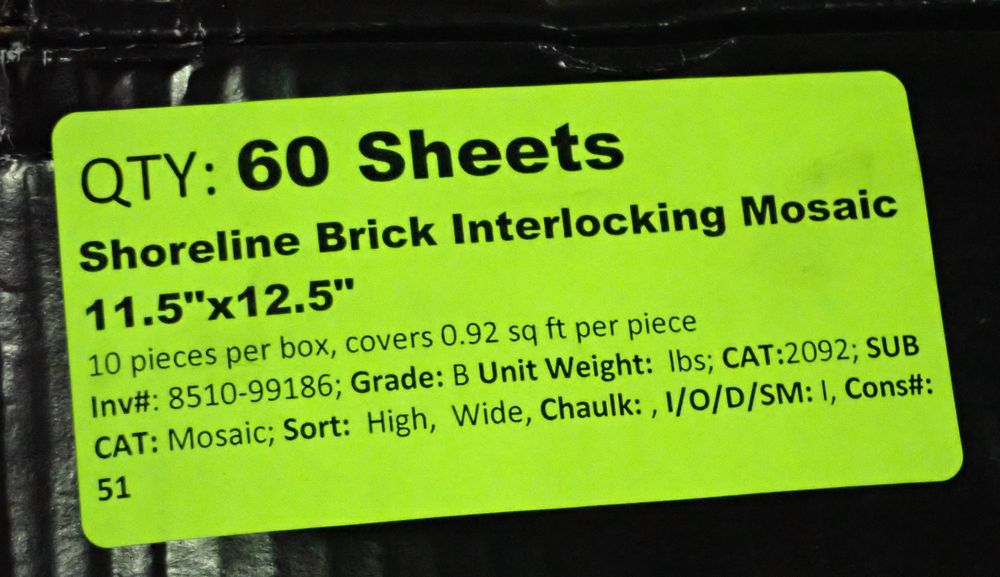 QTY: 60 Sheets
Shoreline Brick Interlocking Mosaic
11.5"x12.5"
10 pieces per box, covers 0.92 sq ft per piece
Inv#: 8510-99186; Grade: B Unit Weight:  lbs; CAT:2092; SUB
CAT: Mosaic; Sort:  High,  Wide, Chaulk: , I/O/D/SM: I, Cons#:
51